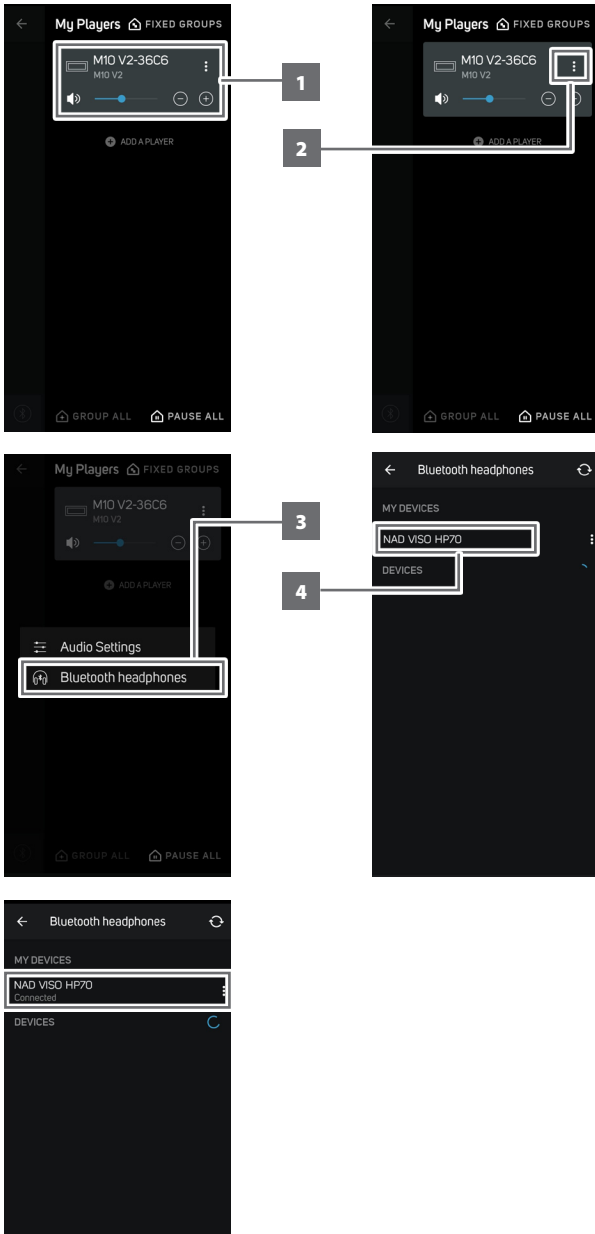 My Players FIXED GROUPS
M10 V2-36C6
M10 V2
ADD A PLAYER
GROUP ALL PAUSE ALL
1
My Players FIXED GROUPS
M10 V2-36C6
M10 V2
ADD A PLAYER
GROUP ALL PAUSE ALL
2
My Players FIXED GROUPS
M10 V2-36C6
M10 V2
ADD A PLAYER
Audio Settings
Bluetooth headphones
GROUP ALL PAUSE ALL
3
Bluetooth headphones
MY DEVICES
NAD VISO HP70
DEVICES
4
Bluetooth headphones
MY DEVICES
NAD VISO HP70
Connected
DEVICES